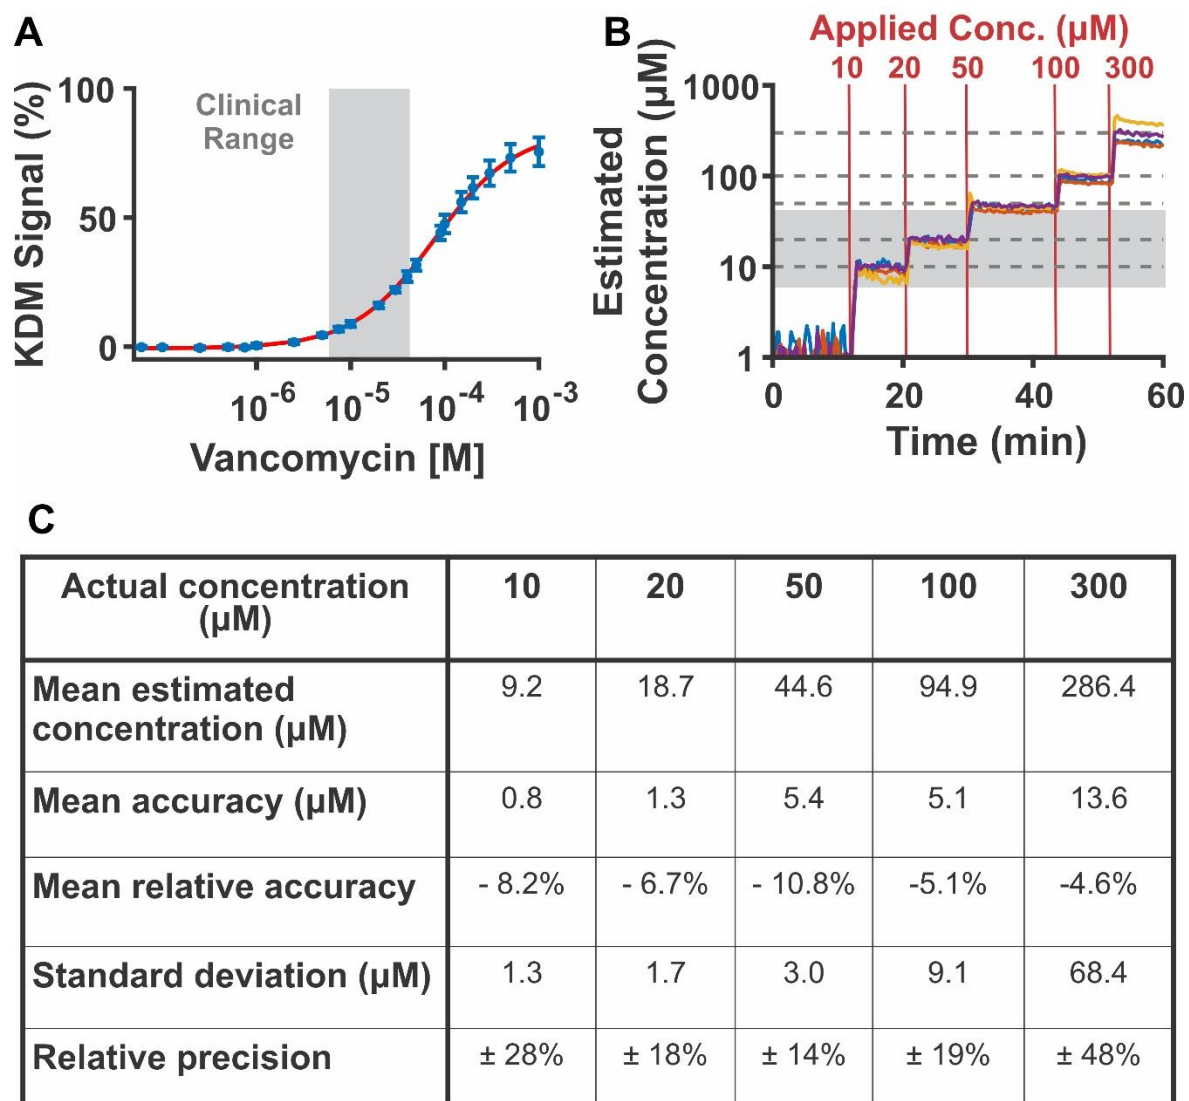 A
KDM Signal (%)
100
50
0
Clinical
Range
10^-6 10^-5 10^-4 10^-3
Vancomycin [M]
B
Applied Conc. (μM)
10 20 50 100 300
Estimated
Concentration (μM)
1000
100
10
1
0 20 40 60
Time (min)
C
Actual concentration
(μM) 10 20 50 100 300
Mean estimated
concentration (μM) 9.2 18.7 44.6 94.9 286.4
Mean accuracy (μM) 0.8 1.3 5.4 5.1 13.6
Mean relative accuracy - 8.2% - 6.7% - 10.8% -5.1% -4.6%
Standard deviation (μM) 1.3 1.7 3.0 9.1 68.4
Relative precision ± 28% ± 18% ± 14% ± 19% ± 48%